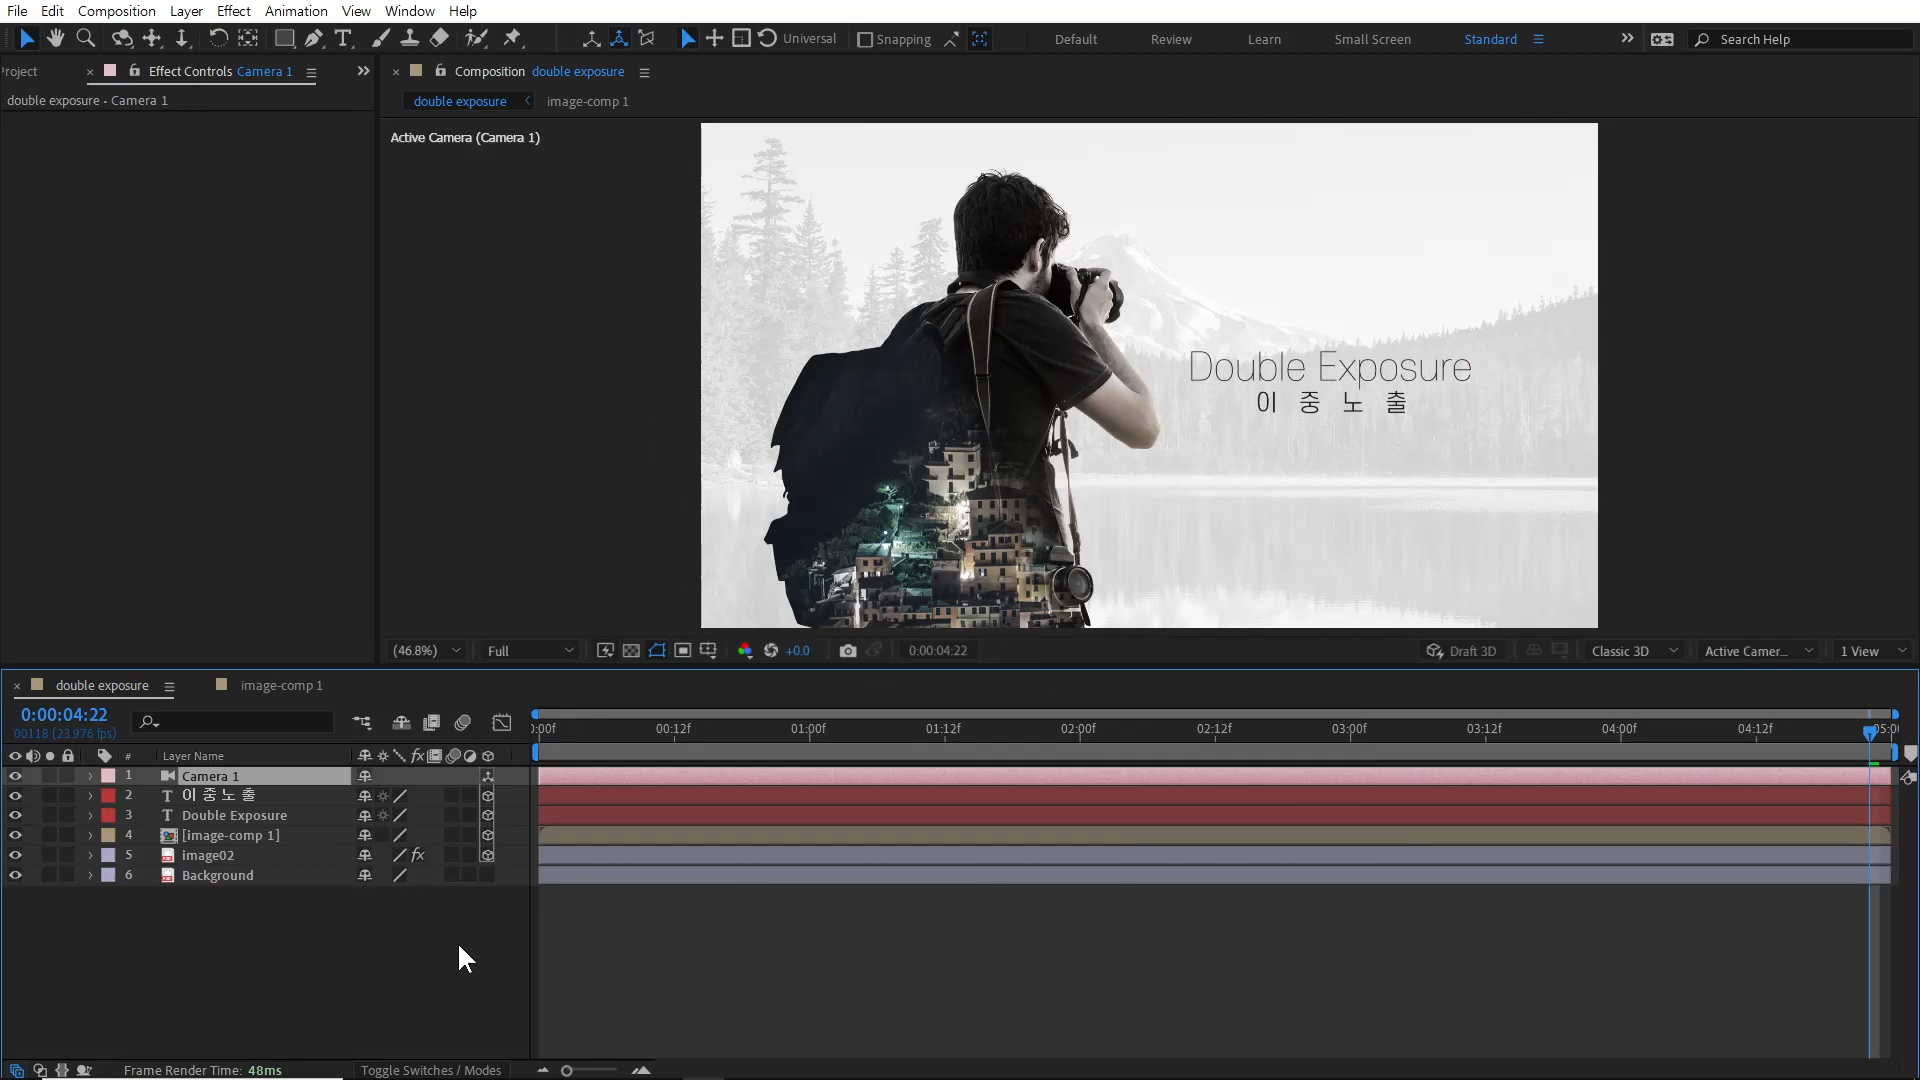 File Edit Composition Layer Effect Animation View Window Help
Universal Snapping Default Review Learn Small Screen Standard Search Help
roject Effect Controls Camera 1 Composition double exposure
double exposure • Camera 1
double exposure image-comp 1
Active Camera (Camera 1)
Double Exposure
이 중 노 출
(46.8%) Full +0.0 0:00:04:22 Draft 3D Classic 3D Active Camer... 1 View
double exposure image-comp 1
0:00:04:22
00118 (23.976 fps)
):00f 00:12f 01:00f 01:12f 02:00f 02:12f 03:00f 03:12f 04:00f 04:12f 05:0
# Layer Name fx
1 Camera 1
2 T 이 중 노 출
3 T Double Exposure
4 [image-comp 1]
5 image02 fx
6 Background
Frame Render Time: 48ms Toggle Switches / Modes